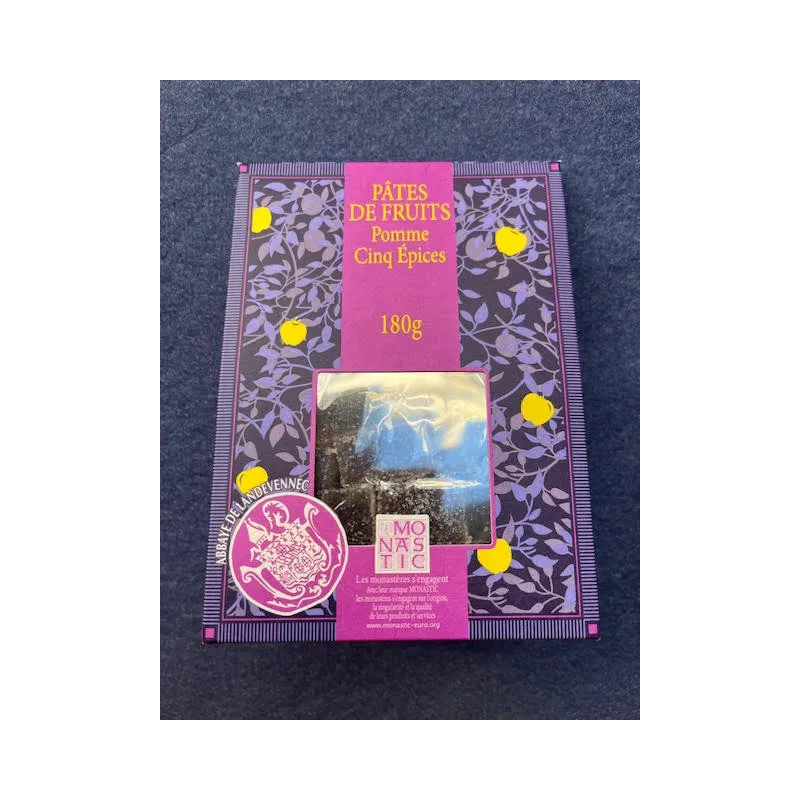 PÂTES
DE FRUITS
Pomme
Cinq Épices
180g
ABBAYE DE LANDEVENNEC
MO
NAS
TIC
Les monastères s'engagent
Avec leur marque MONASTIC
les monastères s'engagent sur l'origine,
la singularité et la qualité
de leurs produits et services
www.monastic-euro.org